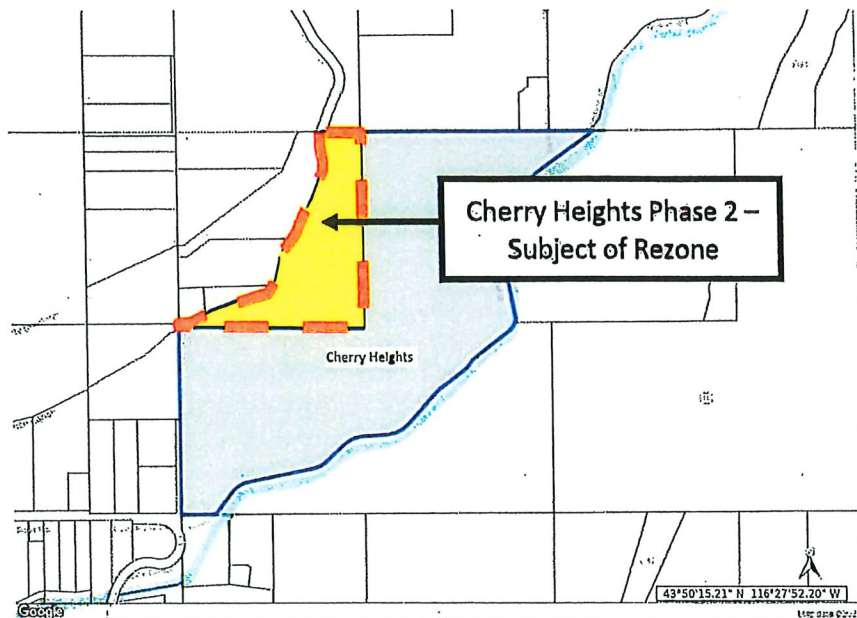 Cherry Heights Phase 2 –
Subject of Rezone
Cherry Heights
43°50'15.21" N 116°27'52.20" W
Google